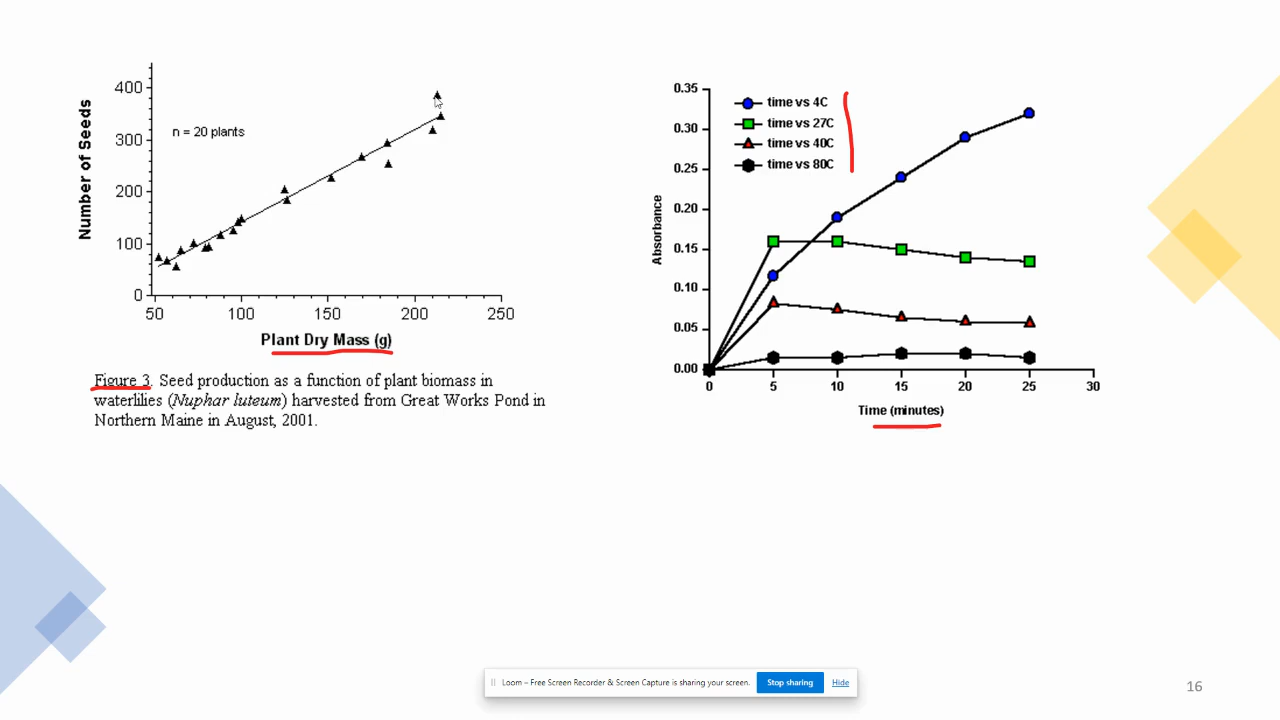 400
300
200
100
0
Number of Seeds
n = 20 plants
50 100 150 200 250
Plant Dry Mass (g)
Figure 3. Seed production as a function of plant biomass in
waterlilies (Nuphar luteum) harvested from Great Works Pond in
Northern Maine in August, 2001.
0.35
0.30
0.25
0.20
0.15
0.10
0.05
0.00
Absorbance
time vs 4C
time vs 27C
time vs 40C
time vs 80C
0 5 10 15 20 25 30
Time (minutes)
Loom – Free Screen Recorder & Screen Capture is sharing your screen. Stop sharing Hide
16